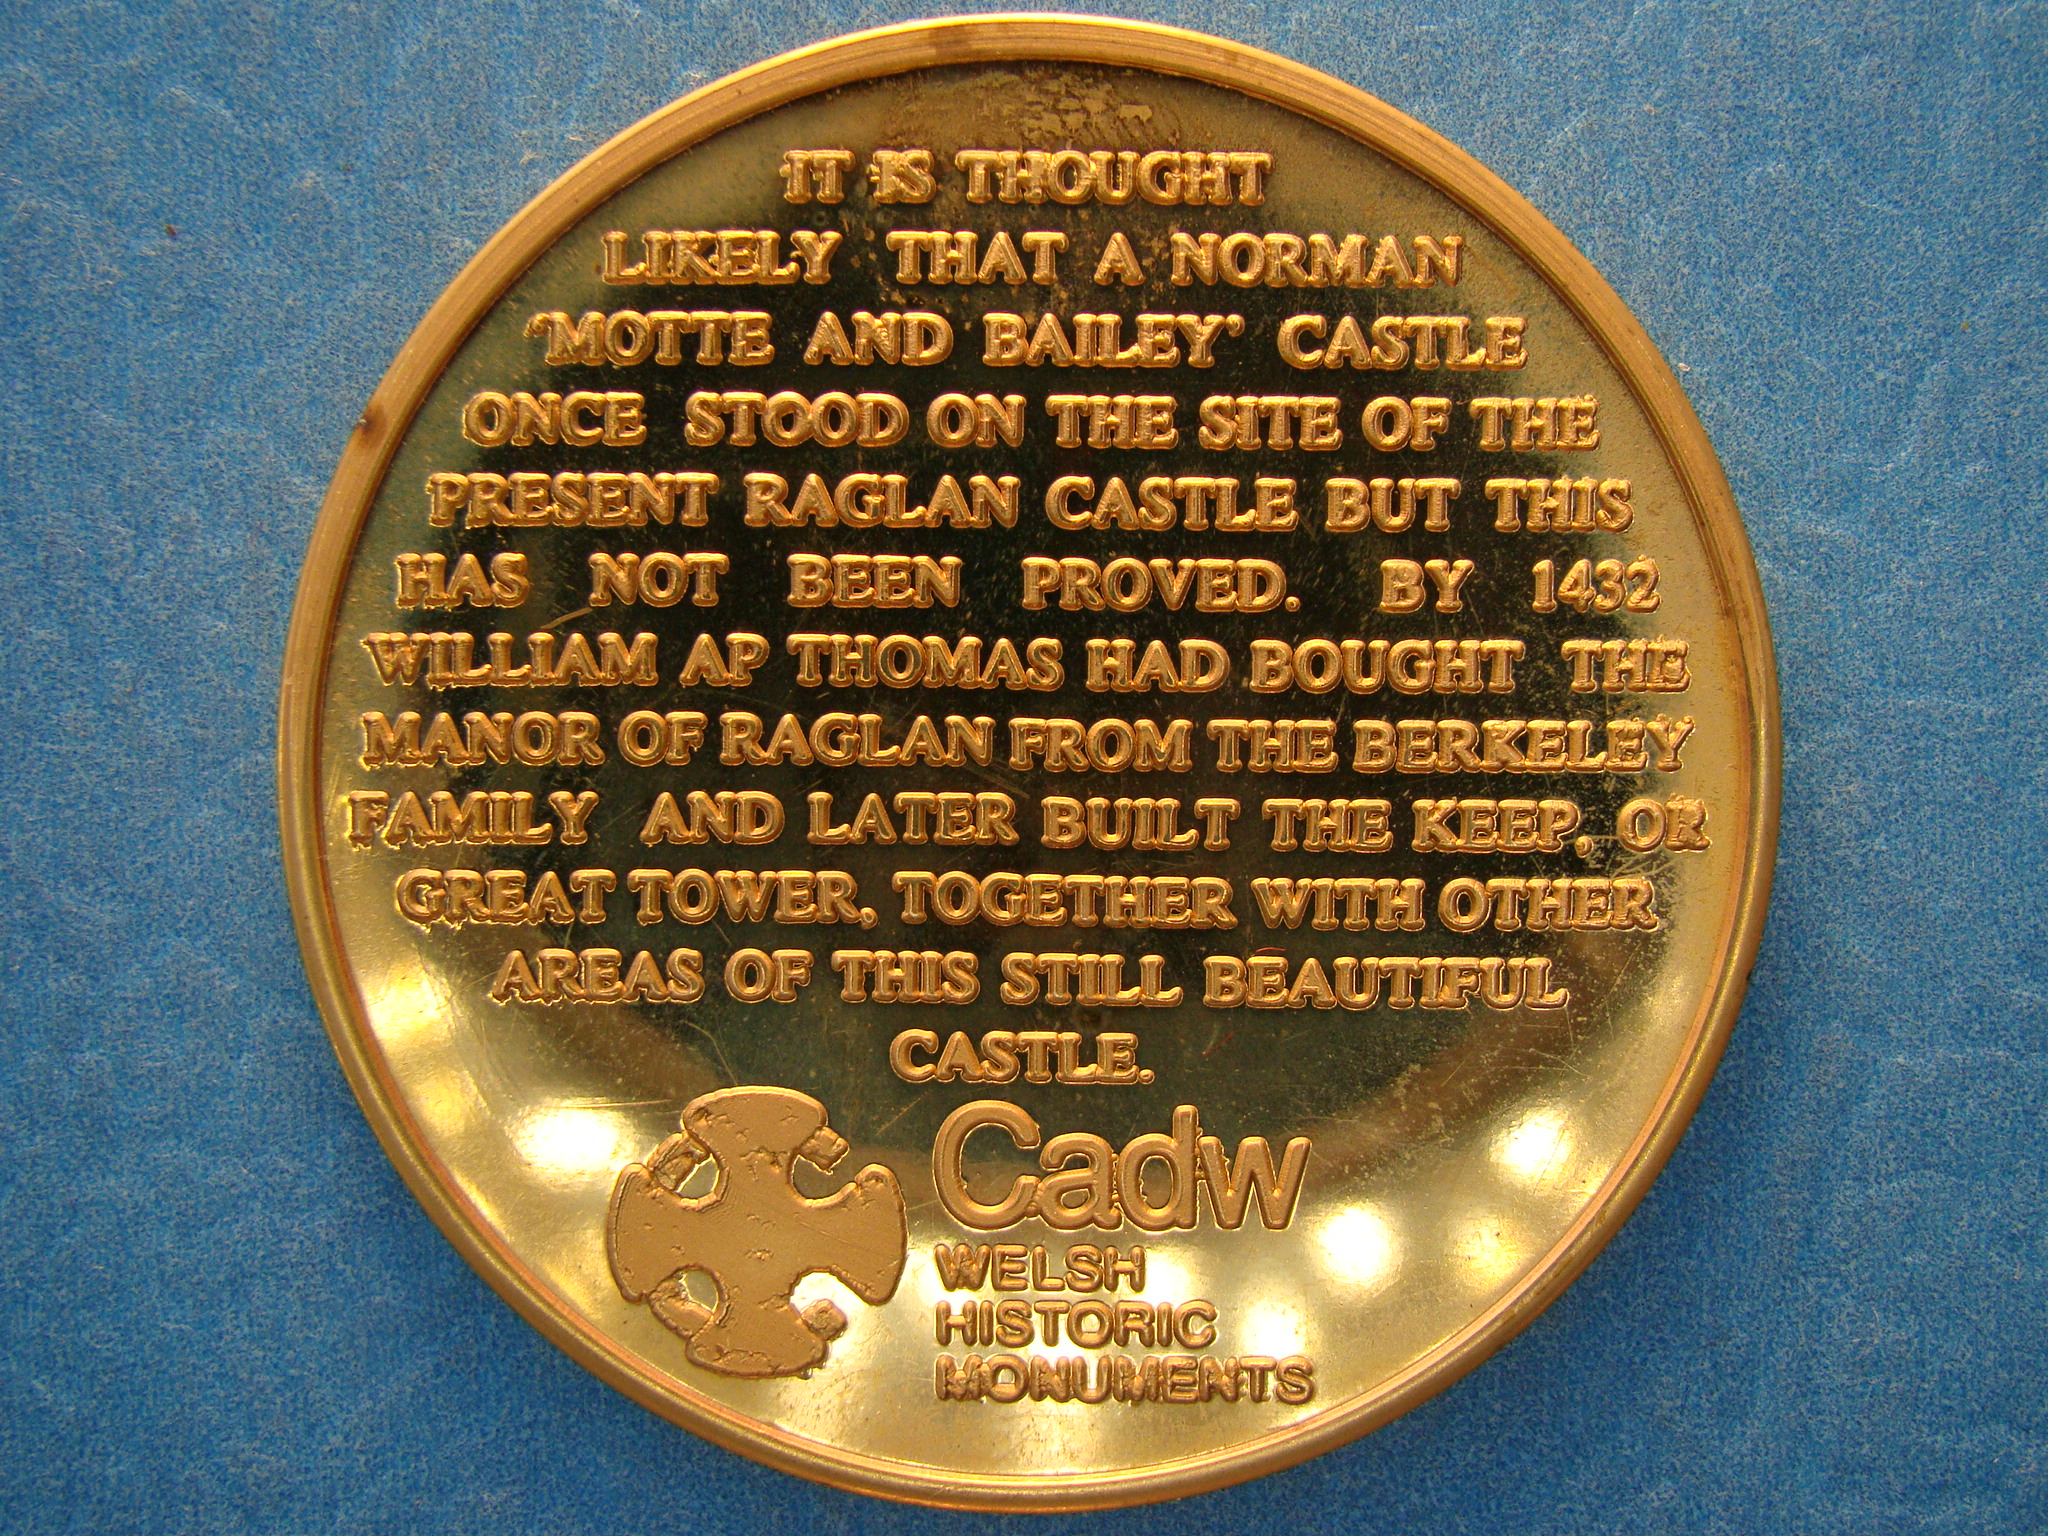 IT IS THOUGHT
LIKELY THAT A NORMAN
'MOTTE AND BAILEY' CASTLE
ONCE STOOD ON THE SITE OF THE
PRESENT RAGLAN CASTLE BUT THIS
HAS NOT BEEN PROVED. BY 1432
WILLIAM AP THOMAS HAD BOUGHT THE
MANOR OF RAGLAN FROM THE BERKELEY
FAMILY AND LATER BUILT THE KEEP, OR
GREAT TOWER, TOGETHER WITH OTHER
AREAS OF THIS STILL BEAUTIFUL
CASTLE.
Cadw
WELSH
HISTORIC
MONUMENTS